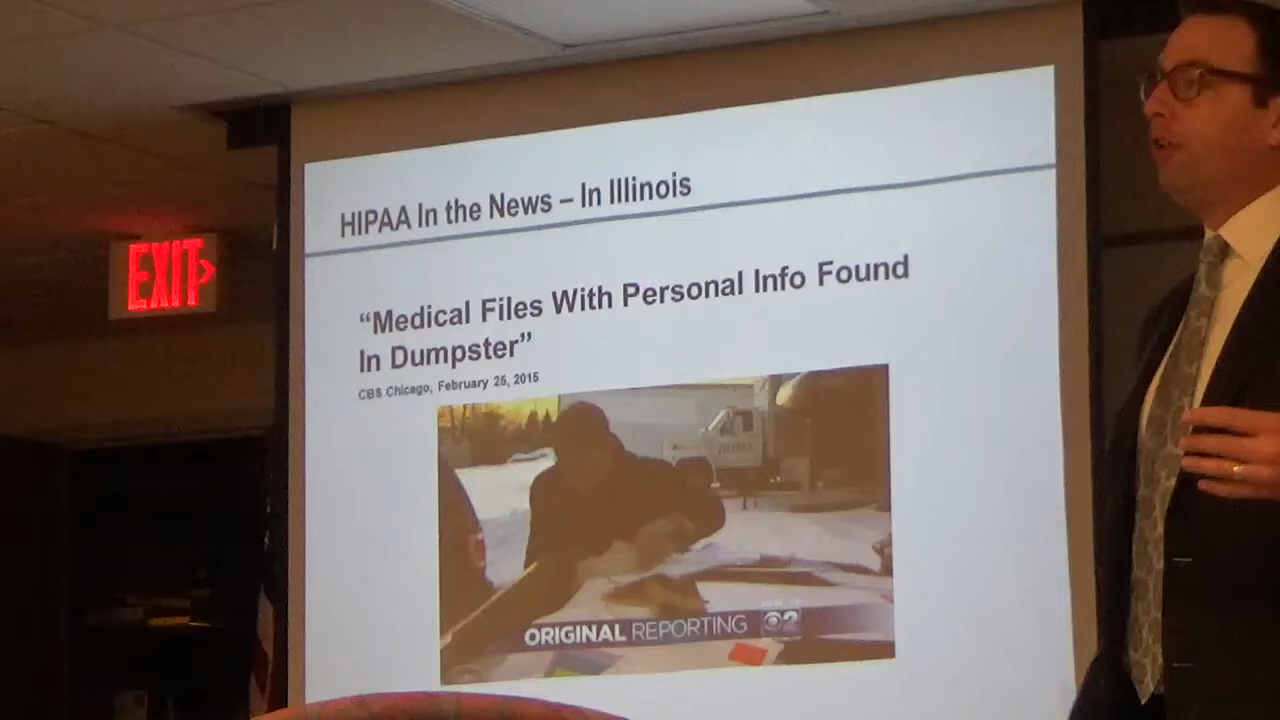 HIPAA In the News – In Illinois
EXIT
“Medical Files With Personal Info Found
In Dumpster”
CBS Chicago, February 25, 2015
ORIGINAL REPORTING 2